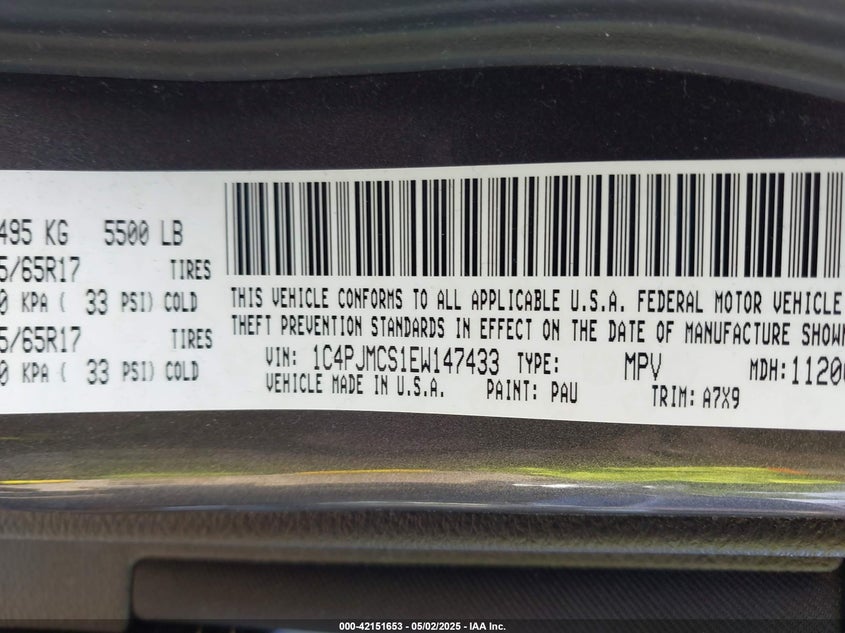 495 KG 5500 LB
5/65R17 TIRES
0 KPA ( 33 PSI) COLD
5/65R17 TIRES
0 KPA ( 33 PSI) COLD
THIS VEHICLE CONFORMS TO ALL APPLICABLE U.S.A. FEDERAL MOTOR VEHICLE
THEFT PREVENTION STANDARDS IN EFFECT ON THE DATE OF MANUFACTURE SHOWN
VIN: 1C4PJMCS1EW147433 TYPE: MPV MDH: 11200
VEHICLE MADE IN U.S.A. PAINT: PAU TRIM: A7X9
000-42151653 - 05/02/2025 - IAA Inc.